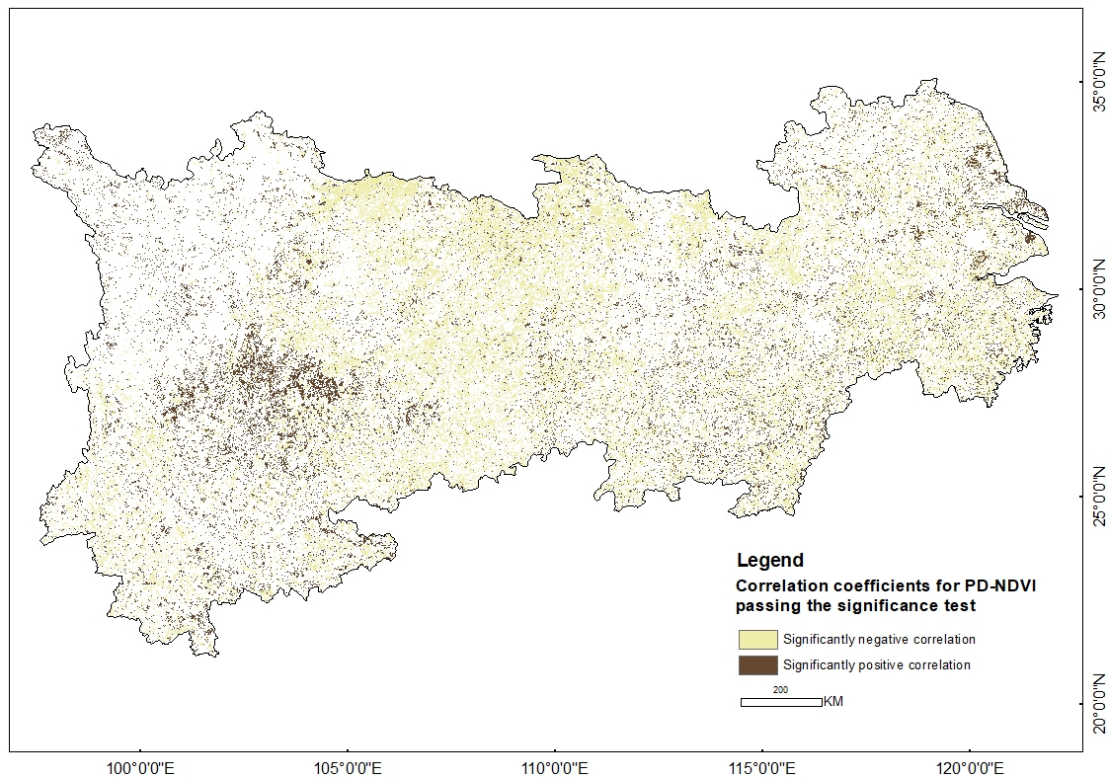 35°0'0"N
30°0'0"N
25°0'0"N
20°0'0"N
Legend
Correlation coefficients for PD-NDVI
passing the significance test
Significantly negative correlation
Significantly positive correlation
200
KM
100°0'0"E 105°0'0"E 110°0'0"E 115°0'0"E 120°0'0"E